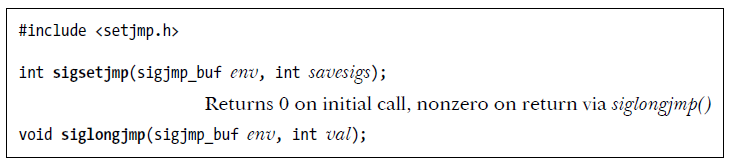 #include <setjmp.h>
int sigsetjmp(sigjmp_buf env, int savesigs);
Returns 0 on initial call, nonzero on return via siglongjmp()
void siglongjmp(sigjmp_buf env, int val);